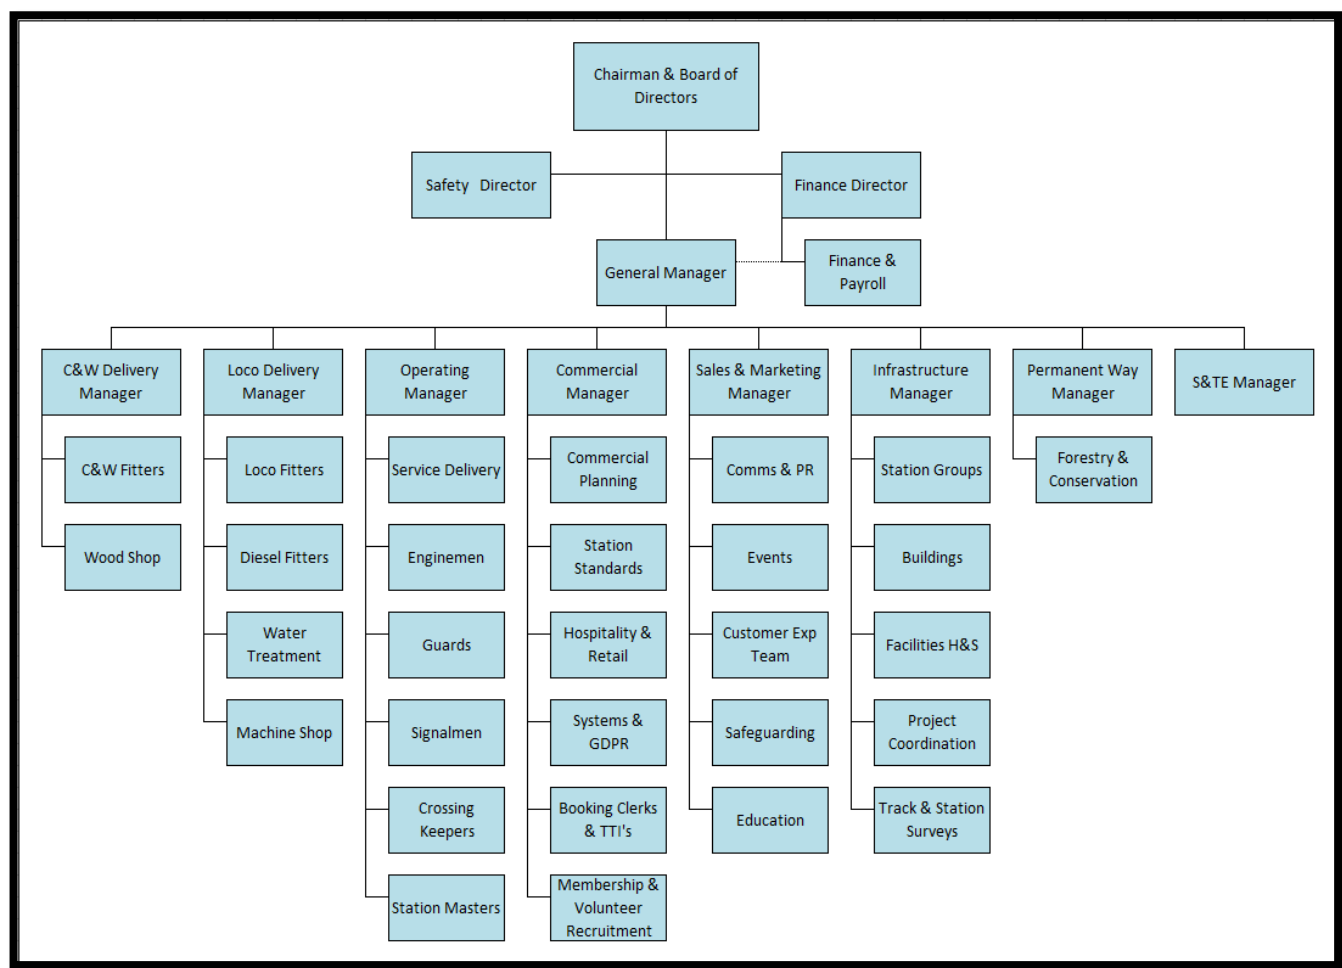 Chairman & Board of
Directors
Safety Director
Finance Director
General Manager
Finance &
Payroll
C&W Delivery
Manager
Loco Delivery
Manager
Operating
Manager
Commercial
Manager
Sales & Marketing
Manager
Infrastructure
Manager
Permanent Way
Manager
S&TE Manager
C&W Fitters
Loco Fitters
Service Delivery
Commercial
Planning
Comms & PR
Station Groups
Forestry &
Conservation
Wood Shop
Diesel Fitters
Enginemen
Station
Standards
Events
Buildings
Water
Treatment
Guards
Hospitality &
Retail
Customer Exp
Team
Facilities H&S
Machine Shop
Signalmen
Systems &
GDPR
Safeguarding
Project
Coordination
Crossing
Keepers
Booking Clerks
& TTI's
Education
Track & Station
Surveys
Station Masters
Membership &
Volunteer
Recruitment